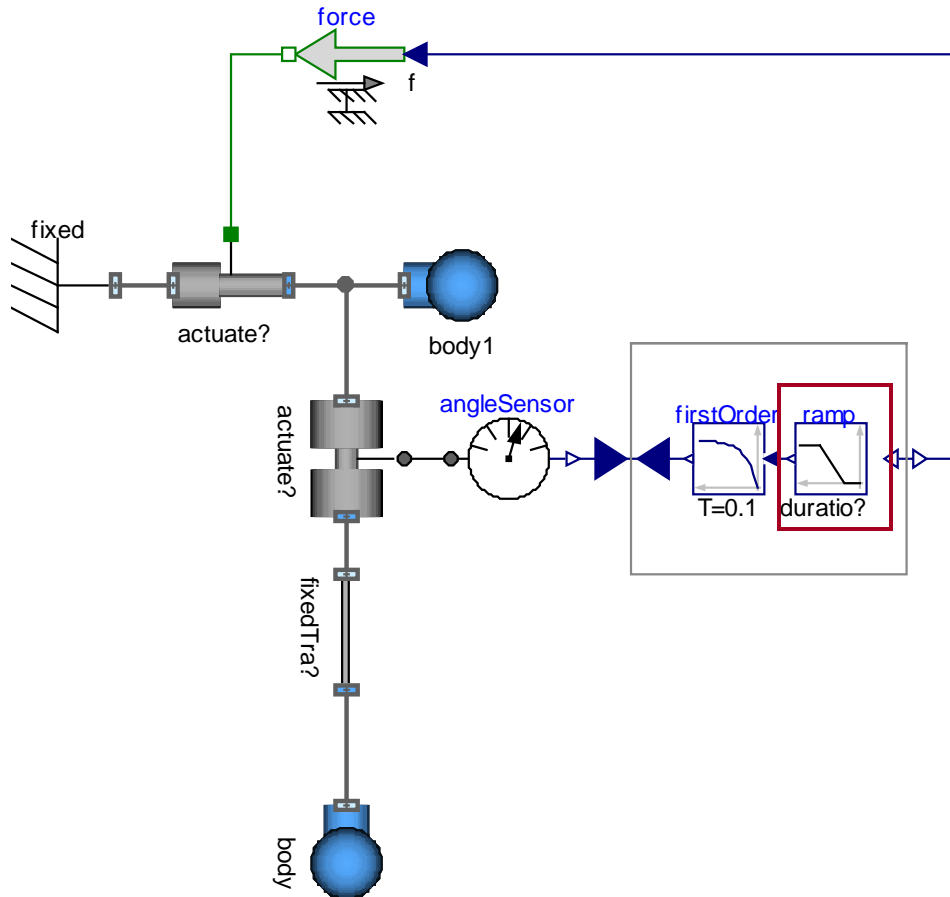 force
f
fixed
actuate?
body1
actuate?
angleSensor
firstOrder
ramp
T=0.1
duratio?
fixedTra?
body